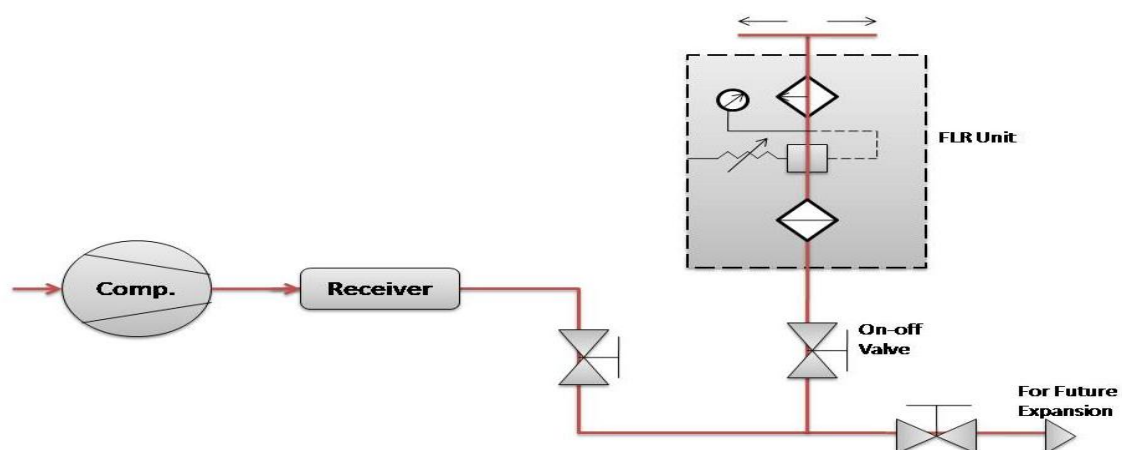 FLR Unit
Comp.
Receiver
On-off
Valve
For Future
Expansion